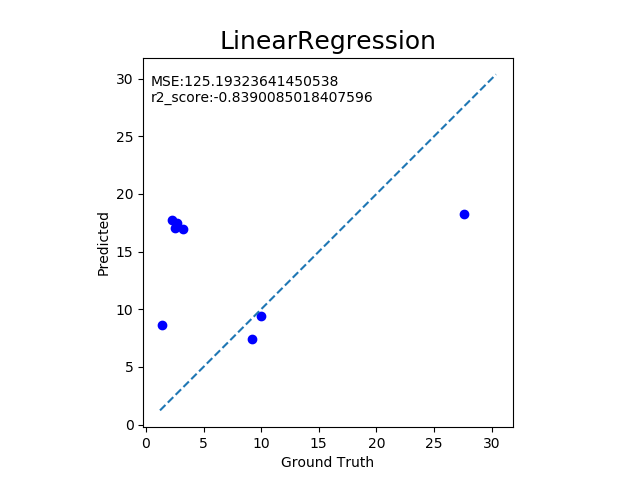 LinearRegression
MSE:125.19323641450538
r2_score:-0.8390085018407596
30
25
20
15
10
5
0
Predicted
0 5 10 15 20 25 30
Ground Truth